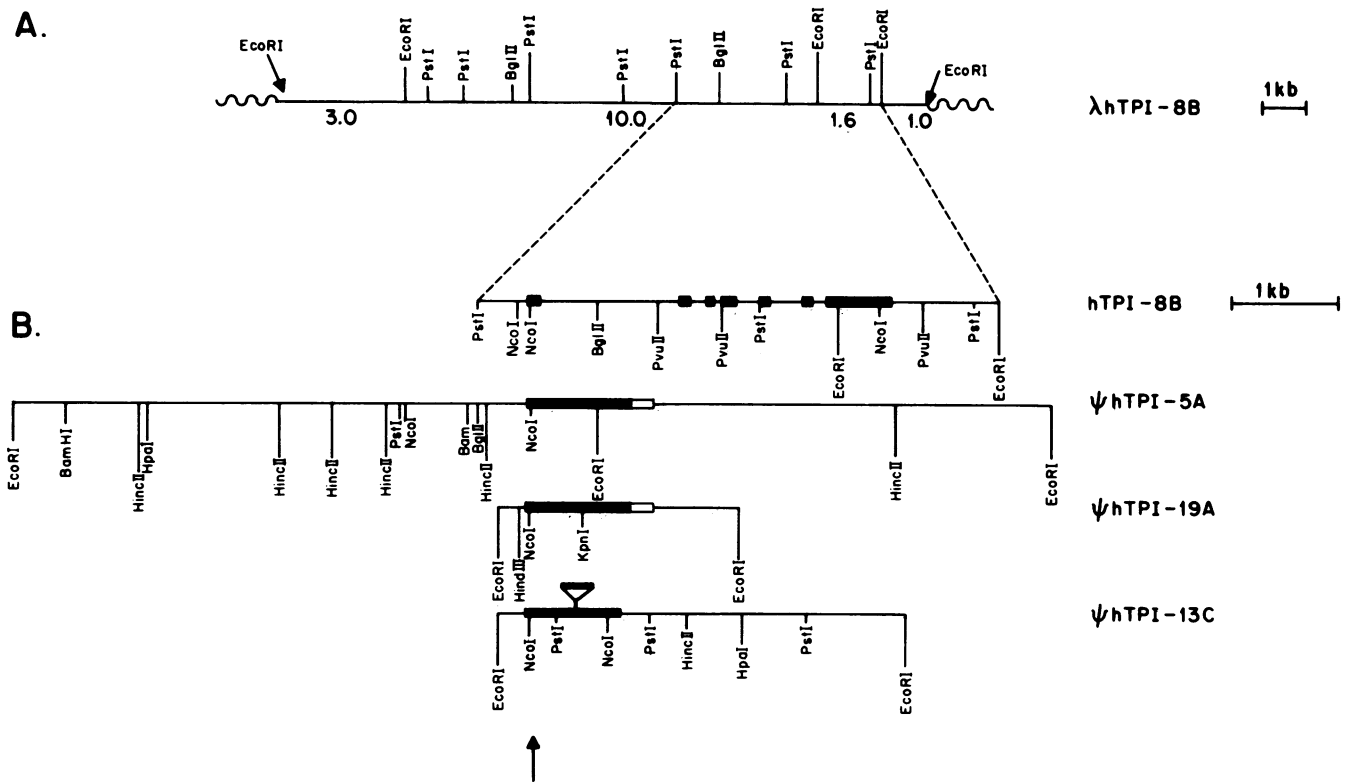 A.
EcoRI
EcoRI
PstI
PstI
BglII
PstI
PstI
PstI
BglII
PstI
EcoRI
PstI
EcoRI
EcoRI
3.0
10.0
1.6
1.0
λhTPI-8B
1kb
B.
PstI
NcoI
NcoI
BglII
PvuII
PvuII
PstI
EcoRI
NcoI
PvuII
PstI
EcoRI
hTPI-8B
1kb
EcoRI
BamHI
HincII
HpaI
HincII
HincII
HincII
PstI
NcoI
Bam
BglII
HincII
NcoI
EcoRI
HincII
EcoRI
ψhTPI-5A
EcoRI
HindIII
NcoI
KpnI
EcoRI
ψhTPI-19A
EcoRI
NcoI
PstI
NcoI
PstI
HincII
HpaI
PstI
EcoRI
ψhTPI-13C